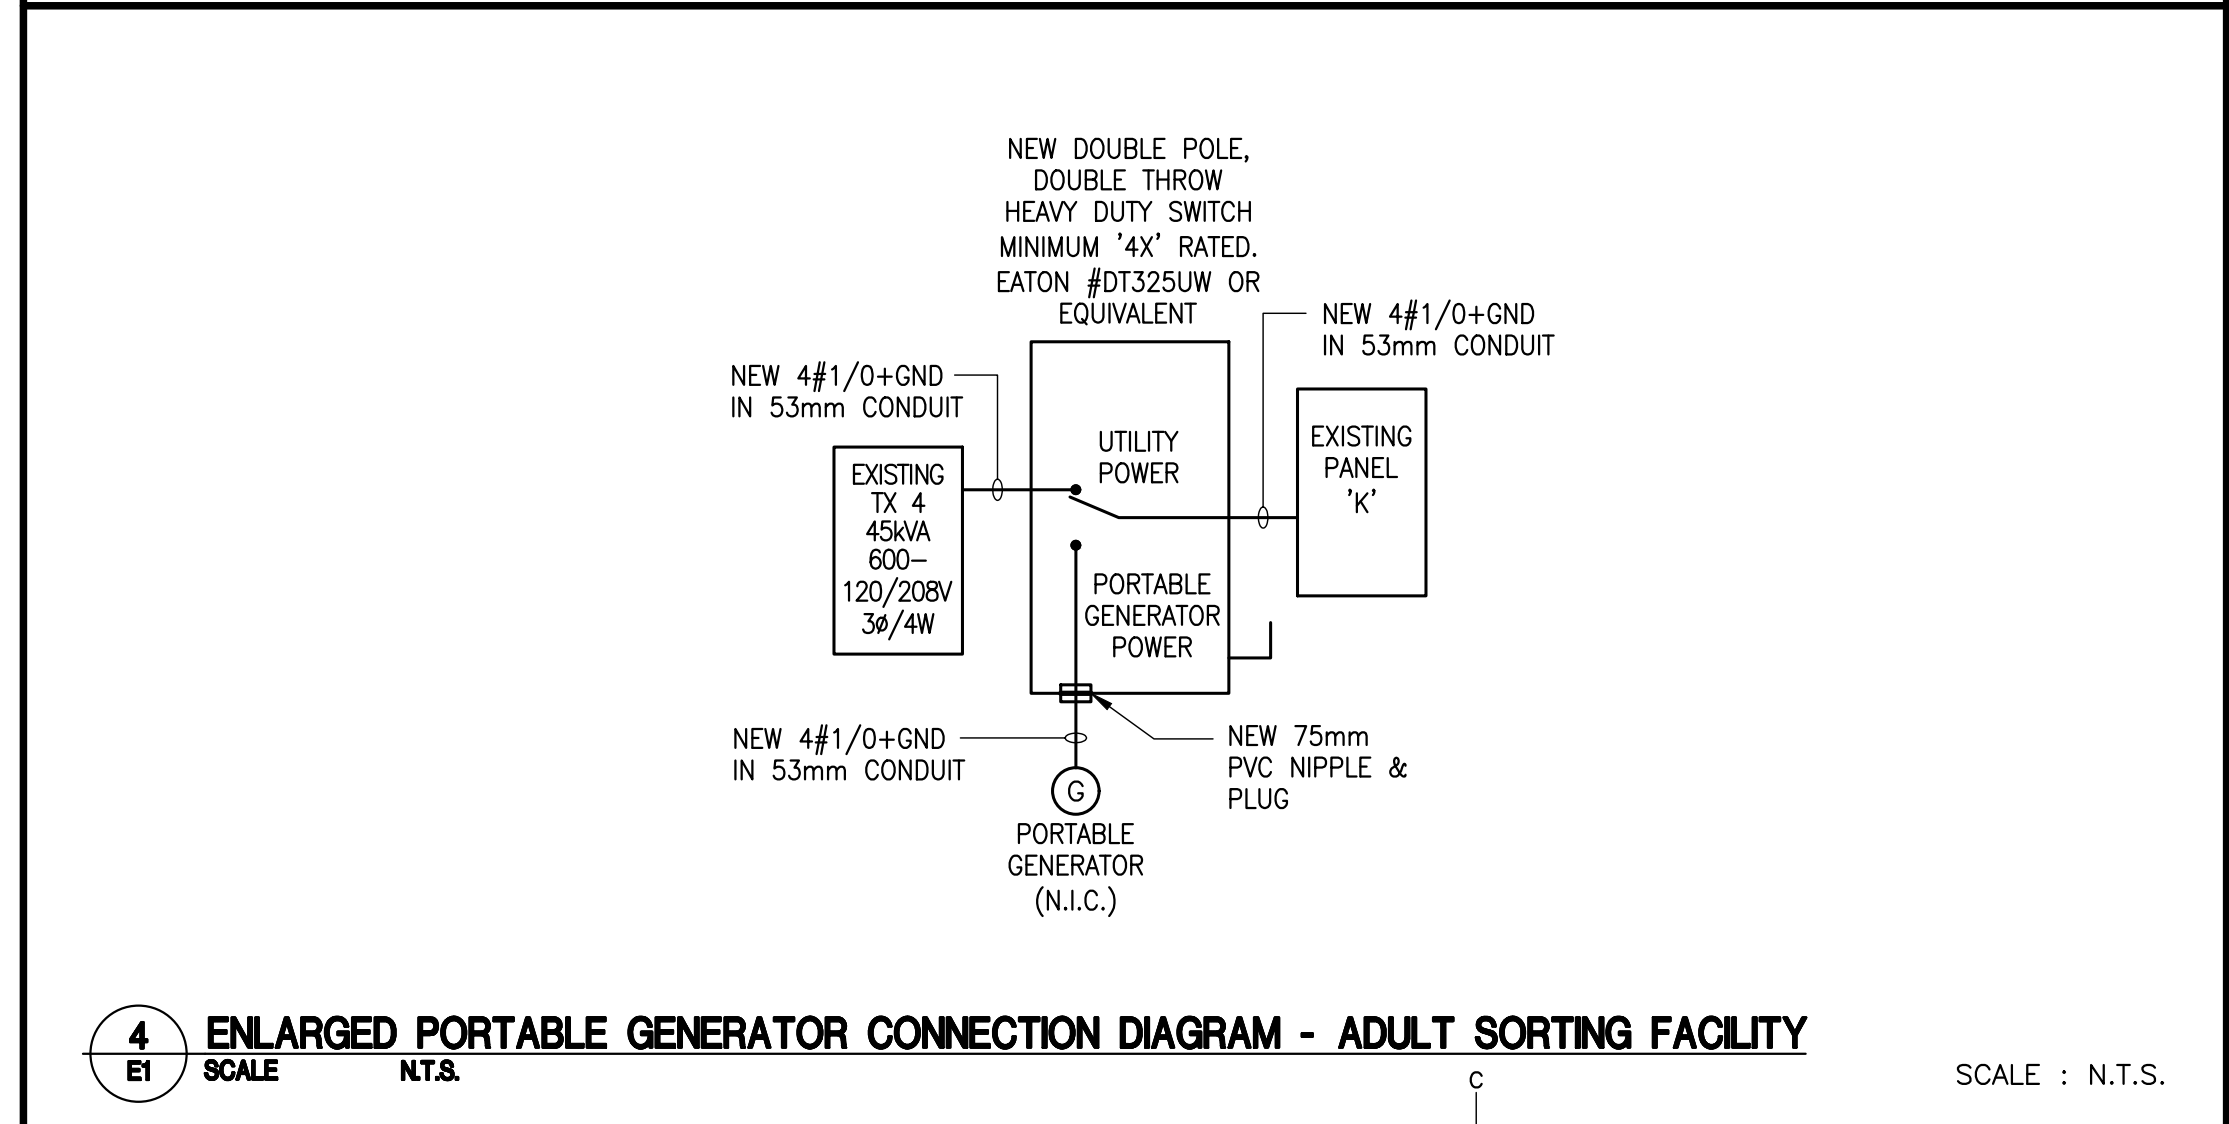 NEW DOUBLE POLE,
DOUBLE THROW
HEAVY DUTY SWITCH
MINIMUM '4X' RATED.
EATON #DT325UW OR
EQUIVALENT
NEW 4#1/0+GND
IN 53mm CONDUIT
NEW 4#1/0+GND
IN 53mm CONDUIT
EXISTING
TX 4
45kVA
600-
120/208V
3ø/4W
UTILITY
POWER
EXISTING
PANEL
'K'
PORTABLE
GENERATOR
POWER
NEW 4#1/0+GND
IN 53mm CONDUIT
NEW 75mm
PVC NIPPLE &
PLUG
G
PORTABLE
GENERATOR
(N.I.C.)
4
E1
ENLARGED PORTABLE GENERATOR CONNECTION DIAGRAM - ADULT SORTING FACILITY
SCALE N.T.S.
C
SCALE : N.T.S.